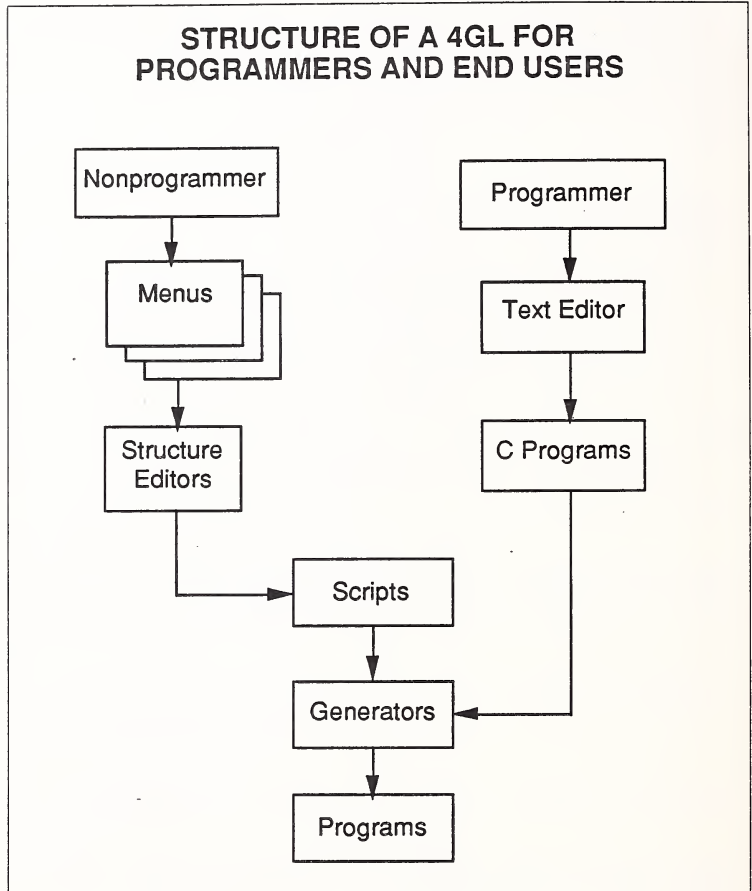 STRUCTURE OF A 4GL FOR
PROGRAMMERS AND END USERS
Nonprogrammer
Programmer
Menus
Text Editor
Structure
Editors
C Programs
Scripts
Generators
Programs